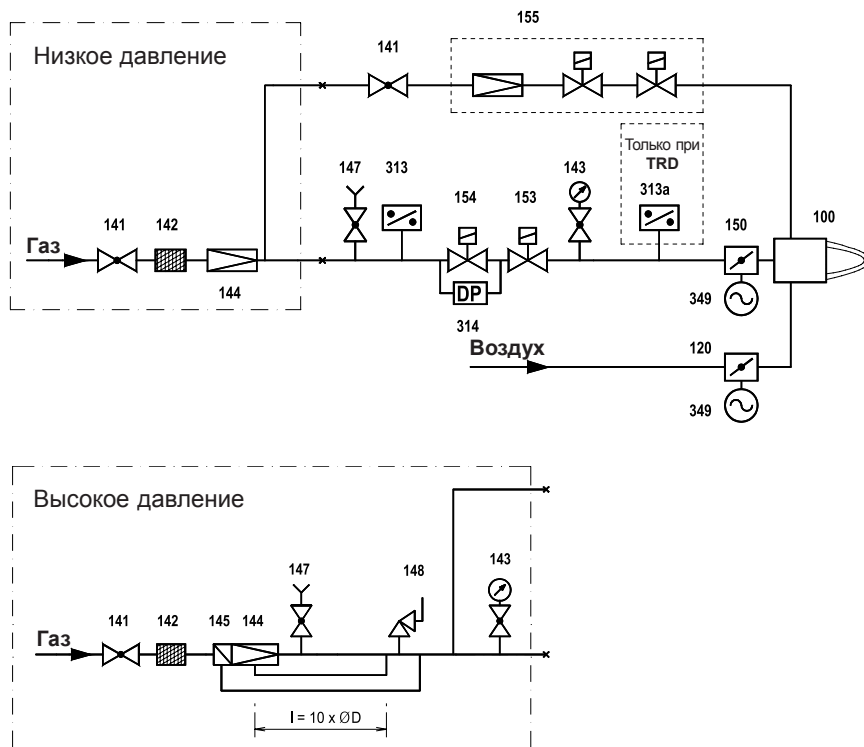 155
Низкое давление
141
Только при
TRD
147
313
143
313a
141
142
154
153
150
100
Газ
144
DP
314
349
Воздух
120
349
Высокое давление
147
148
143
141
142
145
144
Газ
l = 10 x ØD